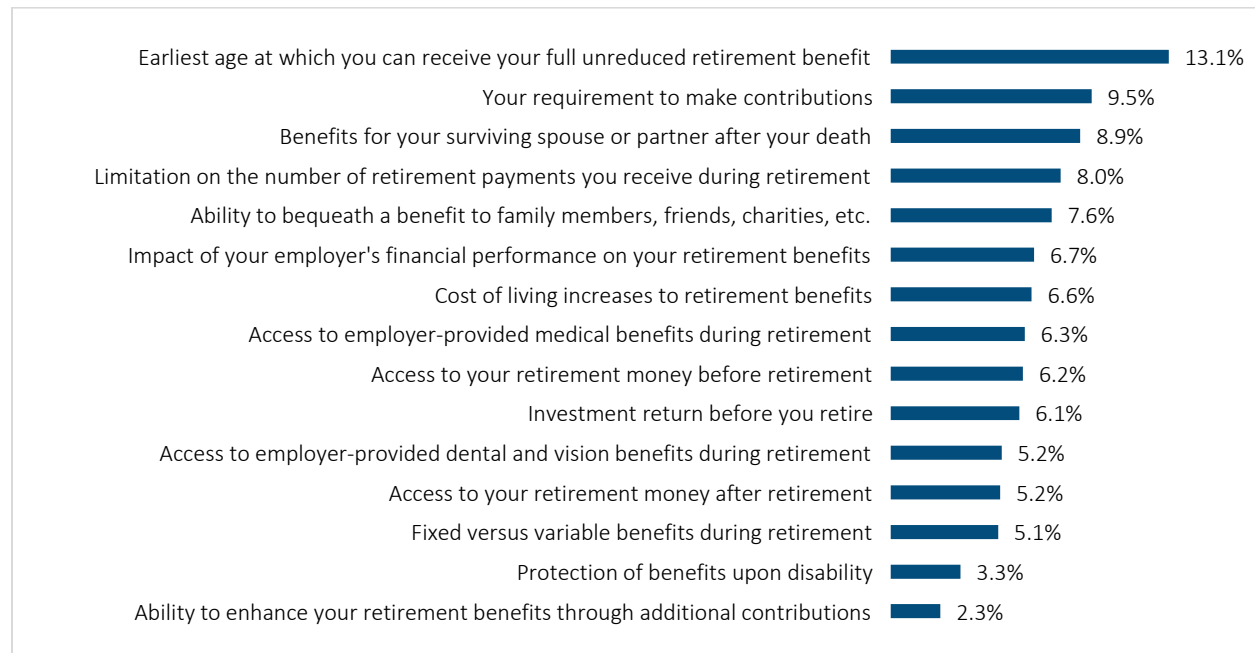 Earliest age at which you can receive your full unreduced retirement benefit 13.1%
Your requirement to make contributions 9.5%
Benefits for your surviving spouse or partner after your death 8.9%
Limitation on the number of retirement payments you receive during retirement 8.0%
Ability to bequeath a benefit to family members, friends, charities, etc. 7.6%
Impact of your employer's financial performance on your retirement benefits 6.7%
Cost of living increases to retirement benefits 6.6%
Access to employer-provided medical benefits during retirement 6.3%
Access to your retirement money before retirement 6.2%
Investment return before you retire 6.1%
Access to employer-provided dental and vision benefits during retirement 5.2%
Access to your retirement money after retirement 5.2%
Fixed versus variable benefits during retirement 5.1%
Protection of benefits upon disability 3.3%
Ability to enhance your retirement benefits through additional contributions 2.3%